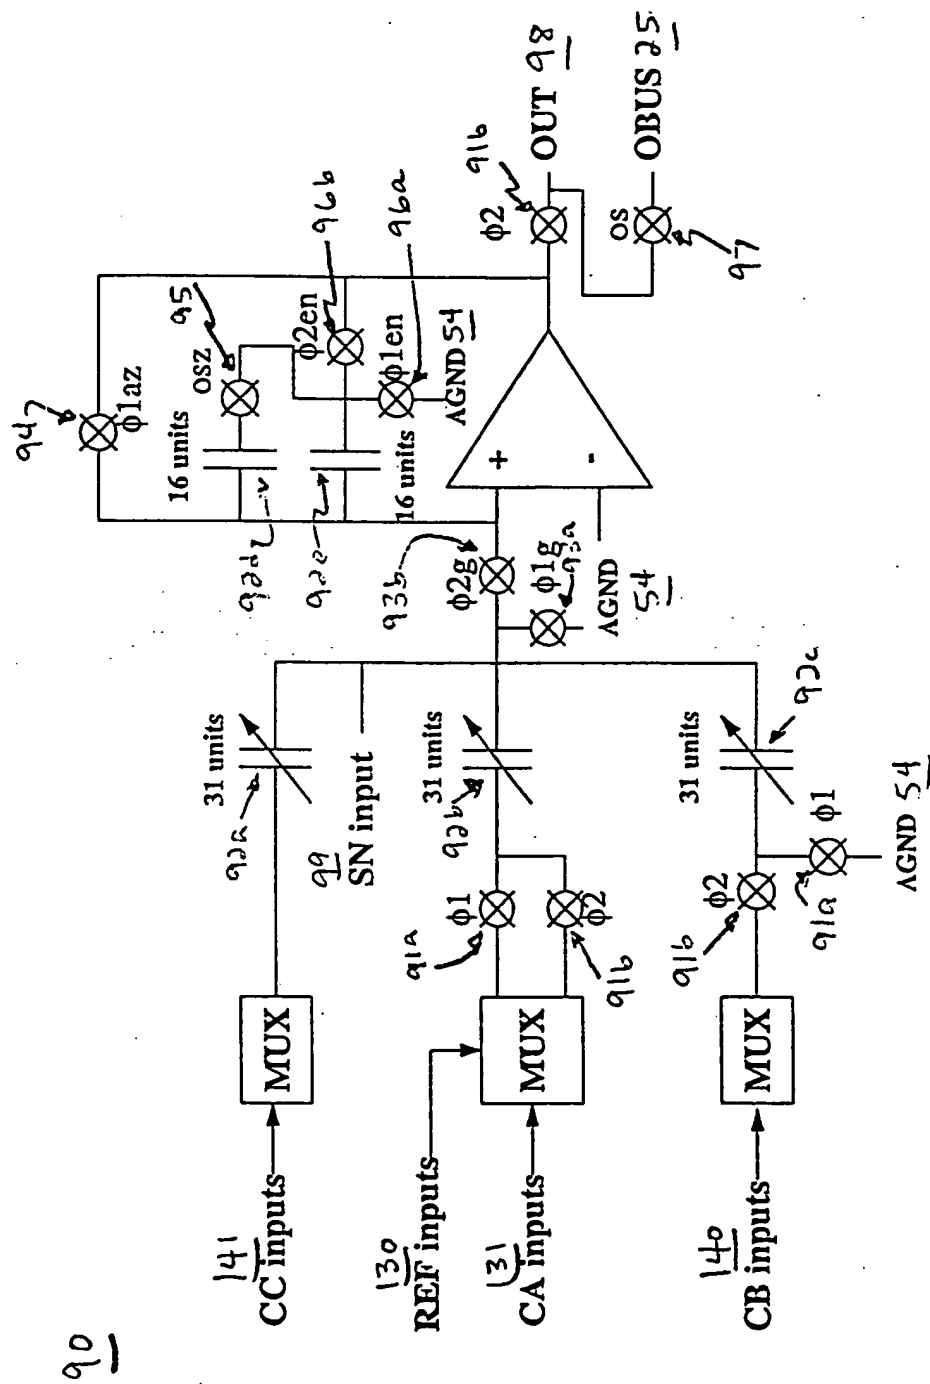 90
141
CC inputs
MUX
92a
31 units
99
SN input
130
REF inputs
131
CA inputs
MUX
91a
ϕ1
91b
ϕ2
92b
31 units
140
CB inputs
MUX
91b
ϕ2
91a
ϕ1
AGND 54
31 units
92c
93b
ϕ2g
ϕ1g
93a
AGND
54
94
ϕ1az
16 units
92d
osz
95
92e
16 units
ϕ2en
96b
ϕ1en
96a
AGND 54
+
-
ϕ2
91b
OUT 98
os
97
OBUS 25